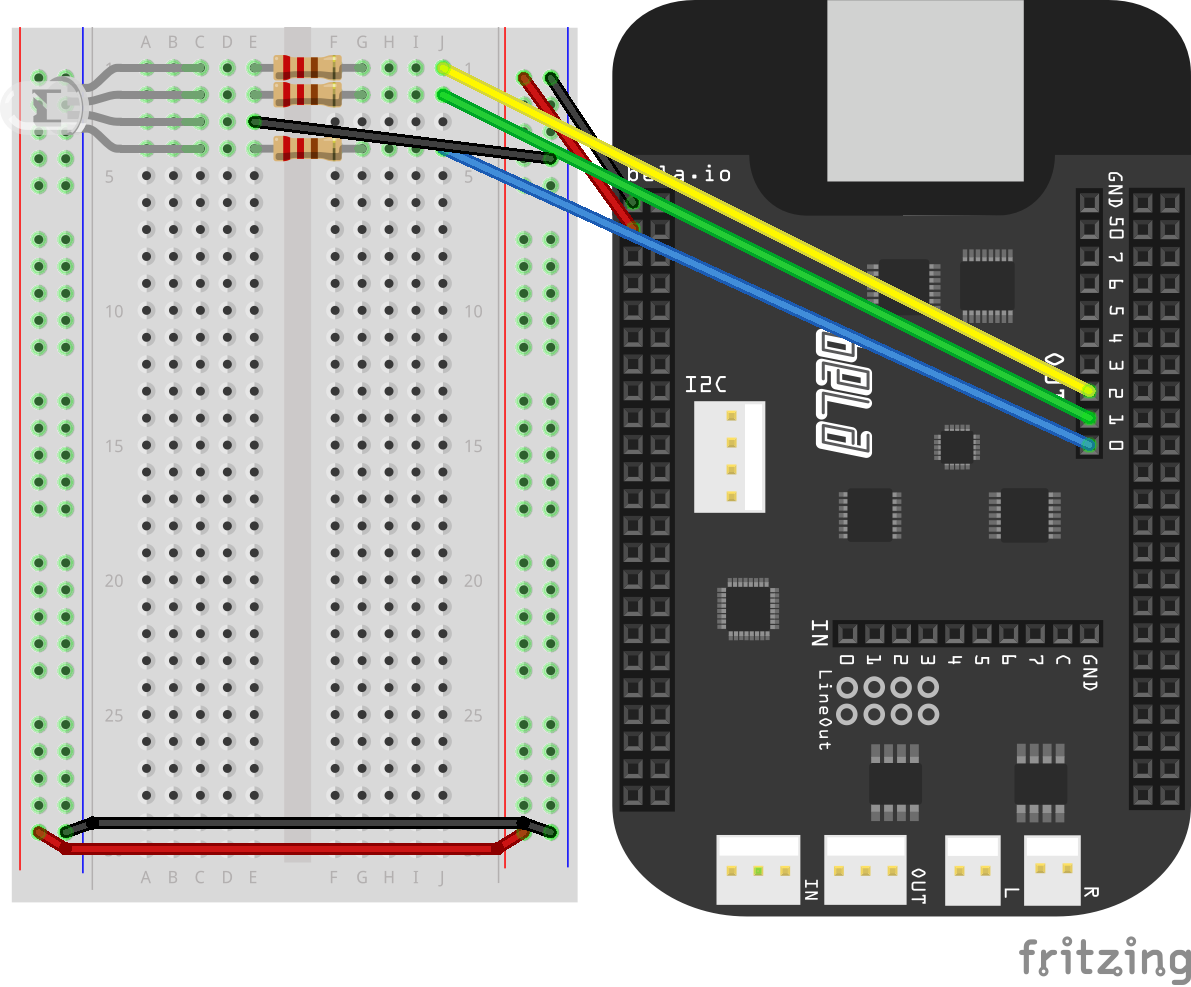 A B C D E F G H I J
1 1
5 5
10 10
15 15
20 20
25 25
A B C D E F G H I J
bela.io
GND
50
7
6
5
4
3
2
1
0
OUT
I2C
bela
IN
0 1 2 3 4 5 6 7 C GND
LineOut
IN OUT L R
fritzing